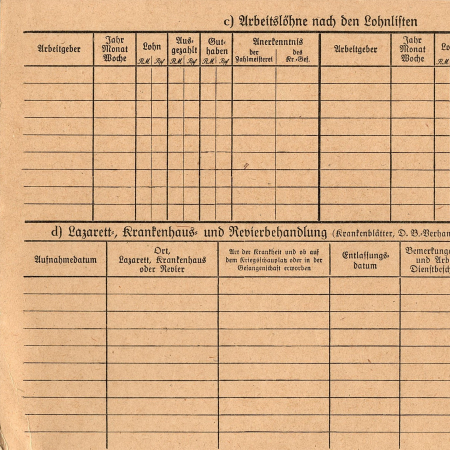 c) Arbeitslöhne nach den Lohnlisten
Arbeitgeber
Jahr
Monat
Woche
Lohn
RM
Rpf
Aus-
gezahlt
RM
Rpf
Gut-
haben
RM
Rpf
Anerkenntnis
der
Zahlmeisterei
des
Kr.-Gef.
Arbeitgeber
Jahr
Monat
Woche
Lo
RM
d) Lazarett-, Krankenhaus- und Revierbehandlung (Krankenblätter, D. B.-Verhan
Aufnahmedatum
Ort,
Lazarett, Krankenhaus
oder Revier
Art der Krankheit und ob auf
dem Kriegsschauplatz oder in der
Gefangenschaft erworben
Entlassungs-
datum
Bemerkunge
und Arb
Dienstbesch